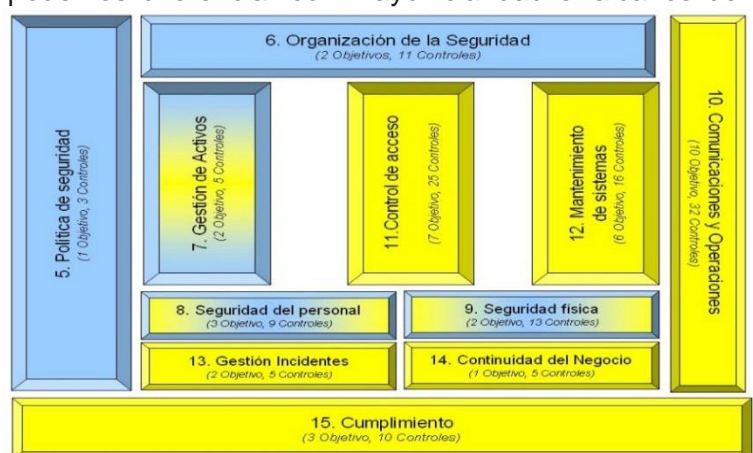 6. Organización de la Seguridad
(2 Objetivos, 11 Controles)
5. Política de seguridad
(1 Objetivo, 3 Controles)
7. Gestión de Activos
(2 Objetivo, 5 Controles)
11.Control de acceso
(7 Objetivo, 25 Controles)
12. Mantenimiento
de sistemas
(6 Objetivo, 16 Controles)
10. Comunicaciones y Operaciones
(10 Objetivo, 32 Controles)
8. Seguridad del personal
(3 Objetivo, 9 Controles)
9. Seguridad física
(2 Objetivo, 13 Controles)
13. Gestión Incidentes
(2 Objetivo, 5 Controles)
14. Continuidad del Negocio
(1 Objetivo, 5 Controles)
15. Cumplimiento
(3 Objetivo, 10 Controles)